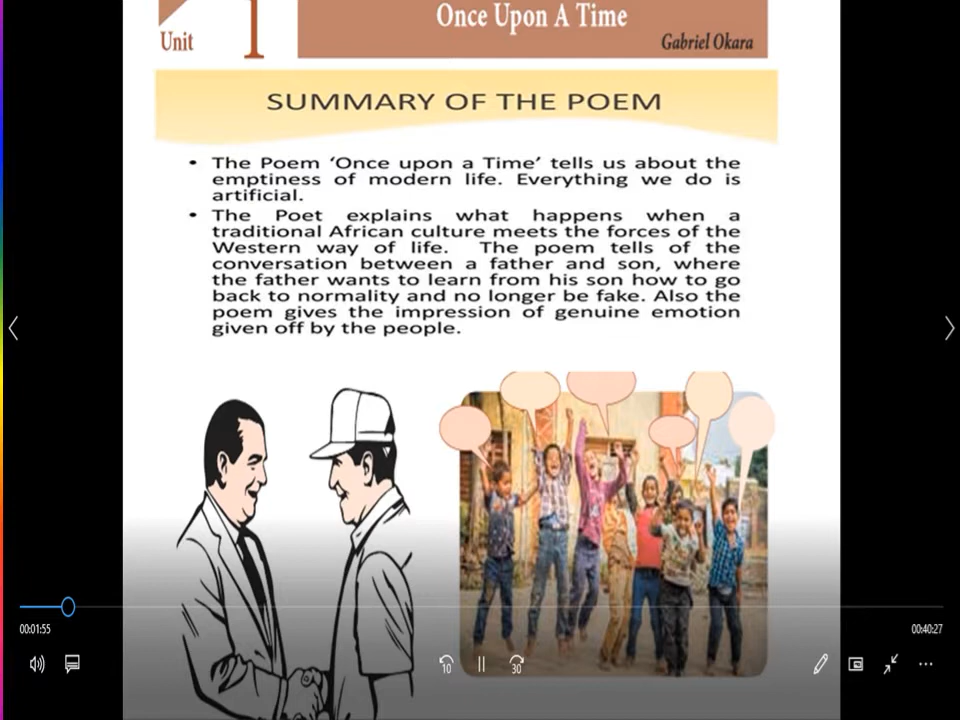 Unit 1
Once Upon A Time
Gabriel Okara
SUMMARY OF THE POEM
• The Poem ‘Once upon a Time’ tells us about the
emptiness of modern life. Everything we do is
artificial.
• The Poet explains what happens when a
traditional African culture meets the forces of the
Western way of life. The poem tells of the
conversation between a father and son, where
the father wants to learn from his son how to go
back to normality and no longer be fake. Also the
poem gives the impression of genuine emotion
given off by the people.
00:01:55
00:40:27
10
30